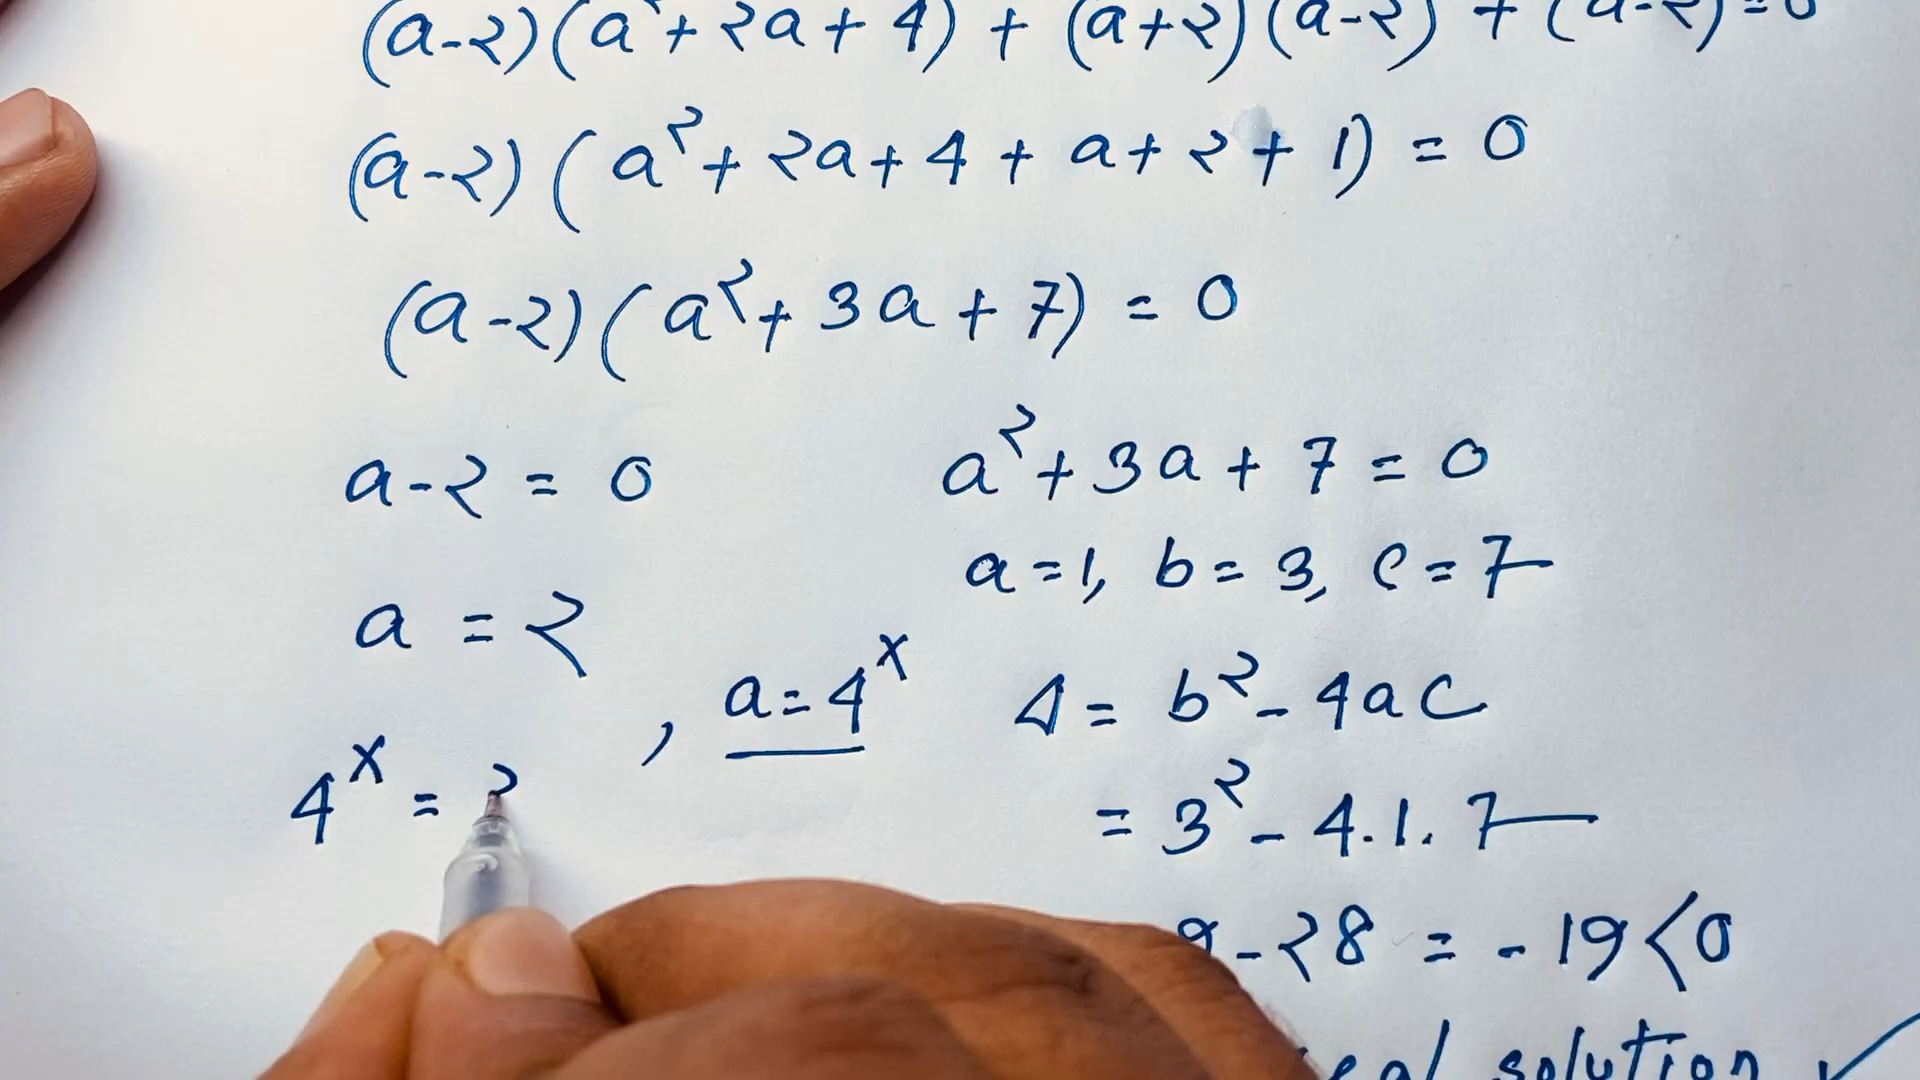 (a-2)(a²+2a+4)+(a+2)(a-2)+(a-2)=0
(a-2)(a²+2a+4+a+2+1)=0
(a-2)(a²+3a+7)=0
a-2=0
a=2
, a=4ˣ
4ˣ=2
a²+3a+7=0
a=1, b=3, c=7
Δ=b²-4ac
=3²-4.1.7
9-28=-19<0
solution ✓